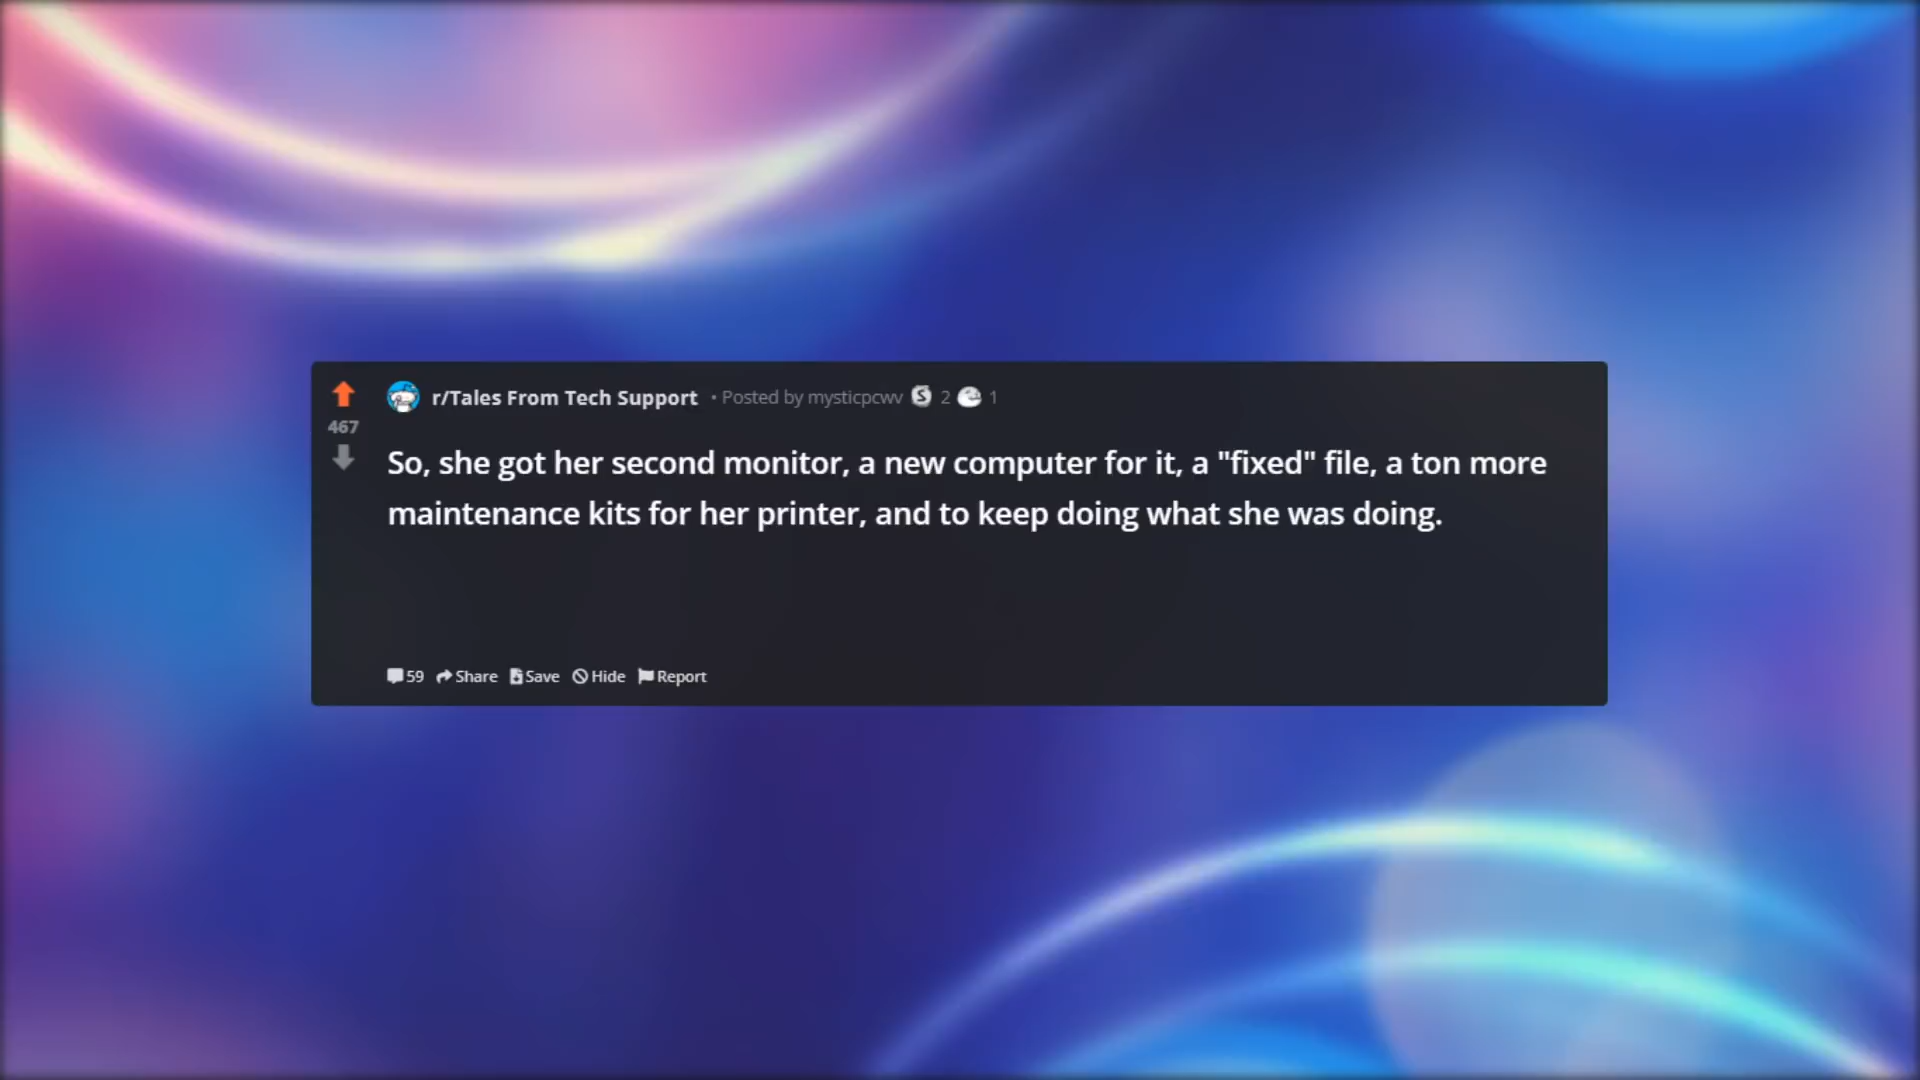 r/Tales From Tech Support • Posted by mysticpcwv 2 1
467
So, she got her second monitor, a new computer for it, a "fixed" file, a ton more
maintenance kits for her printer, and to keep doing what she was doing.
59 Share Save Hide Report